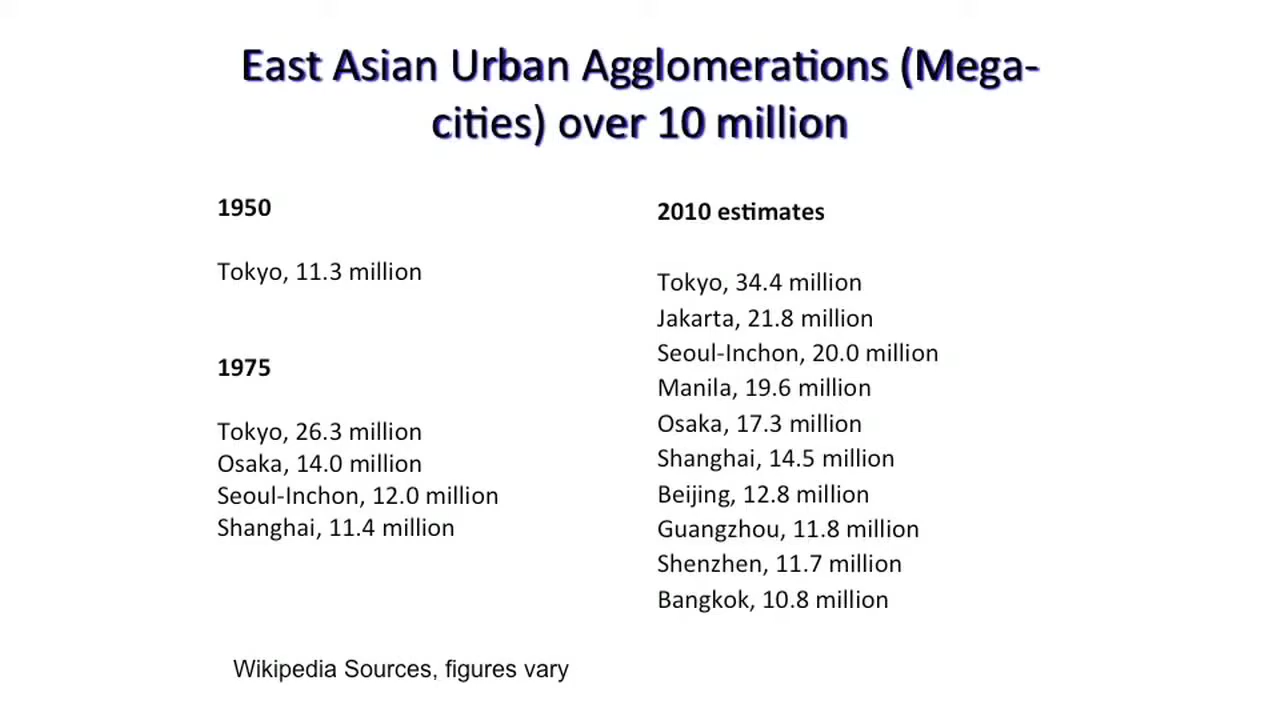 East Asian Urban Agglomerations (Mega-
cities) over 10 million
1950
Tokyo, 11.3 million
1975
Tokyo, 26.3 million
Osaka, 14.0 million
Seoul-Inchon, 12.0 million
Shanghai, 11.4 million
2010 estimates
Tokyo, 34.4 million
Jakarta, 21.8 million
Seoul-Inchon, 20.0 million
Manila, 19.6 million
Osaka, 17.3 million
Shanghai, 14.5 million
Beijing, 12.8 million
Guangzhou, 11.8 million
Shenzhen, 11.7 million
Bangkok, 10.8 million
Wikipedia Sources, figures vary